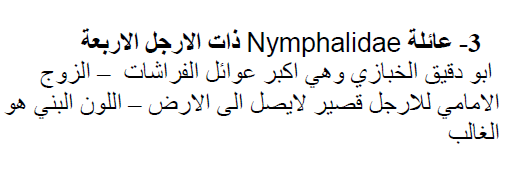 3- عائلة Nymphalidae ذات الارجل الاربعة
ابو دقيق الخبازي وهي اكبر عوائل الفراشات – الزوج
الامامي للارجل قصير لايصل الى الارض – اللون البني هو
الغالب